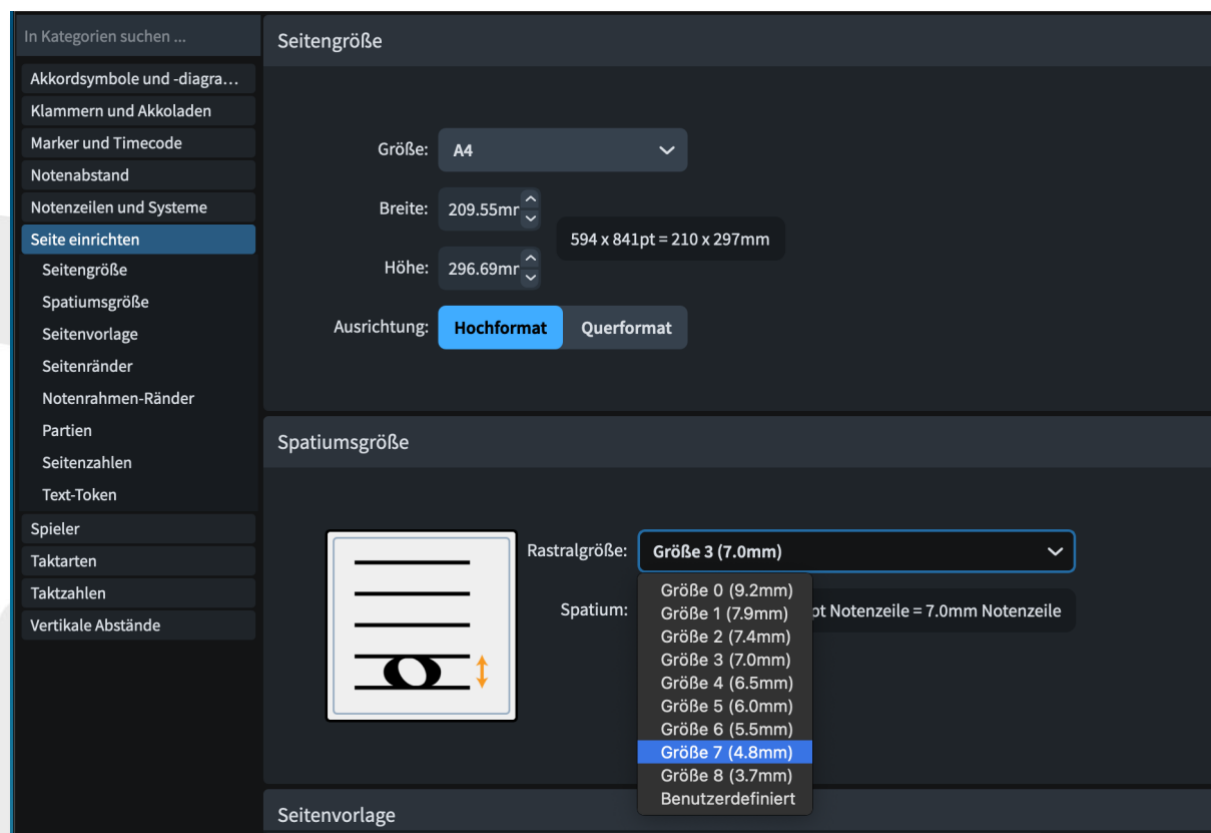 In Kategorien suchen ...
Akkordsymbole und -diagra...
Klammern und Akkoladen
Marker und Timecode
Notenabstand
Notenzeilen und Systeme
Seite einrichten
Seitengröße
Spatiumsgröße
Seitenvorlage
Seitenränder
Notenrahmen-Ränder
Partien
Seitenzahlen
Text-Token
Spieler
Taktarten
Taktzahlen
Vertikale Abstände
Seitengröße
Größe: A4
Breite: 209.55mr
594 x 841pt = 210 x 297mm
Höhe: 296.69mr
Ausrichtung: Hochformat Querformat
Spatiumsgröße
Rastralgröße: Größe 3 (7.0mm)
Spatium: pt Notenzeile = 7.0mm Notenzeile
Größe 0 (9.2mm)
Größe 1 (7.9mm)
Größe 2 (7.4mm)
Größe 3 (7.0mm)
Größe 4 (6.5mm)
Größe 5 (6.0mm)
Größe 6 (5.5mm)
Größe 7 (4.8mm)
Größe 8 (3.7mm)
Benutzerdefiniert
Seitenvorlage